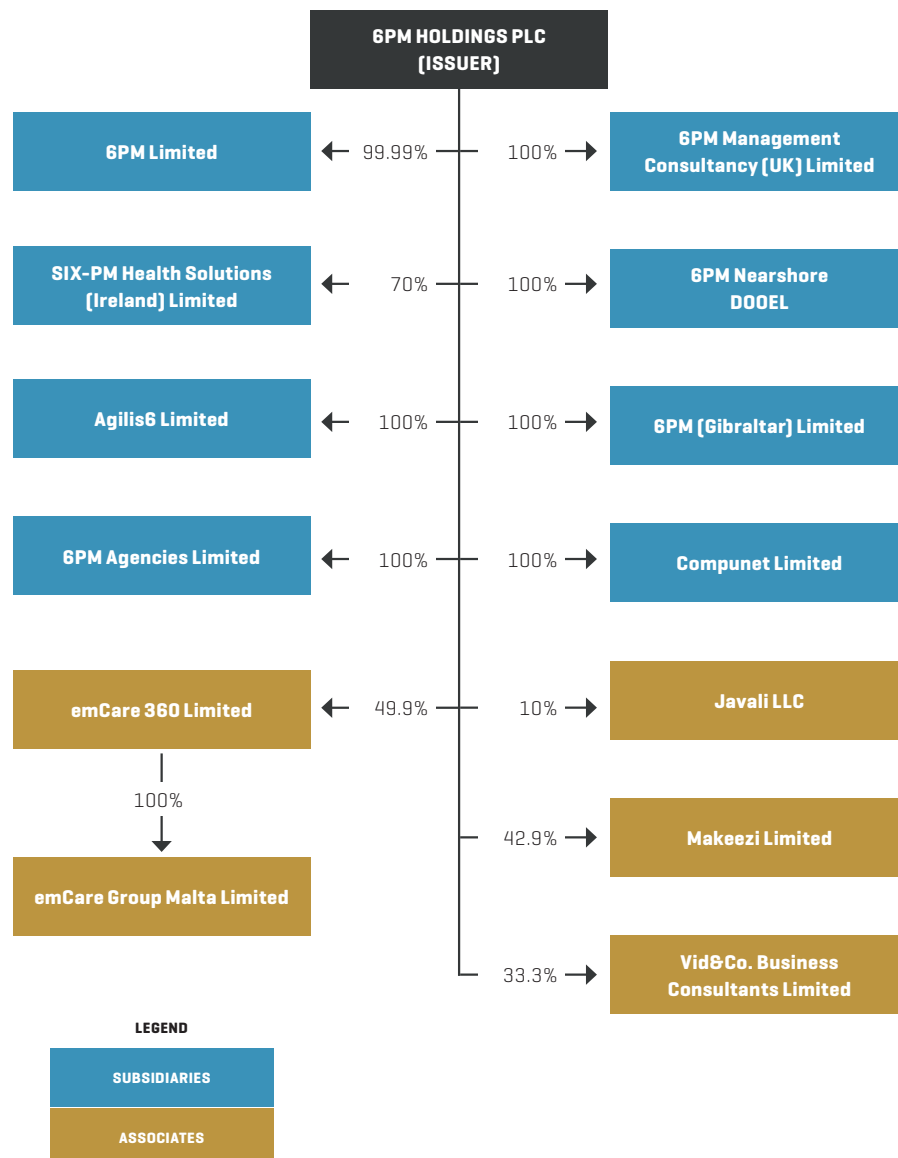 6PM HOLDINGS PLC
(ISSUER)
6PM Limited
99.99%
100%
6PM Management
Consultancy (UK) Limited
SIX-PM Health Solutions
(Ireland) Limited
70%
100%
6PM Nearshore
DOOEL
Agilis6 Limited
100%
100%
6PM (Gibraltar) Limited
6PM Agencies Limited
100%
100%
Compunet Limited
emCare 360 Limited
49.9%
10%
Javali LLC
100%
42.9%
Makeezi Limited
emCare Group Malta Limited
33.3%
Vid&Co. Business
Consultants Limited
LEGEND
SUBSIDIARIES
ASSOCIATES